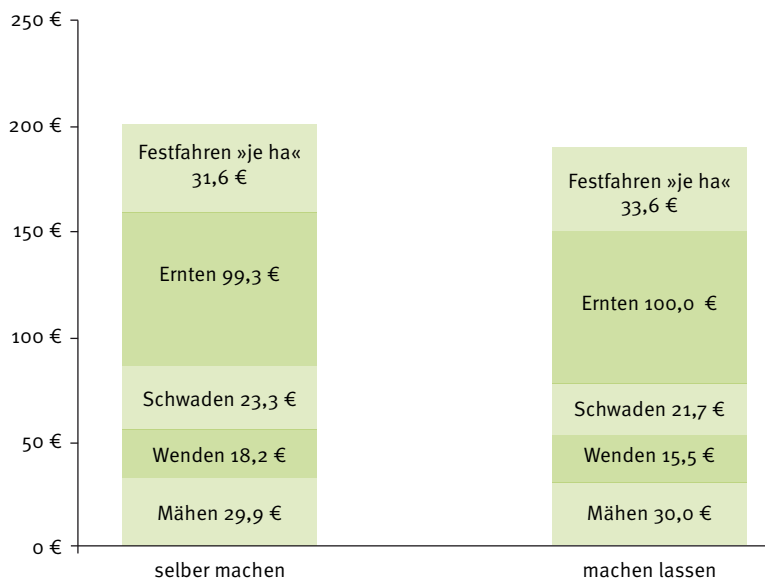 250 €
200 €
150 €
100 €
50 €
0 €
Festfahren »je ha«
31,6 €
Ernten 99,3 €
Schwaden 23,3 €
Wenden 18,2 €
Mähen 29,9 €
Festfahren »je ha«
33,6 €
Ernten 100,0 €
Schwaden 21,7 €
Wenden 15,5 €
Mähen 30,0 €
selber machen
machen lassen